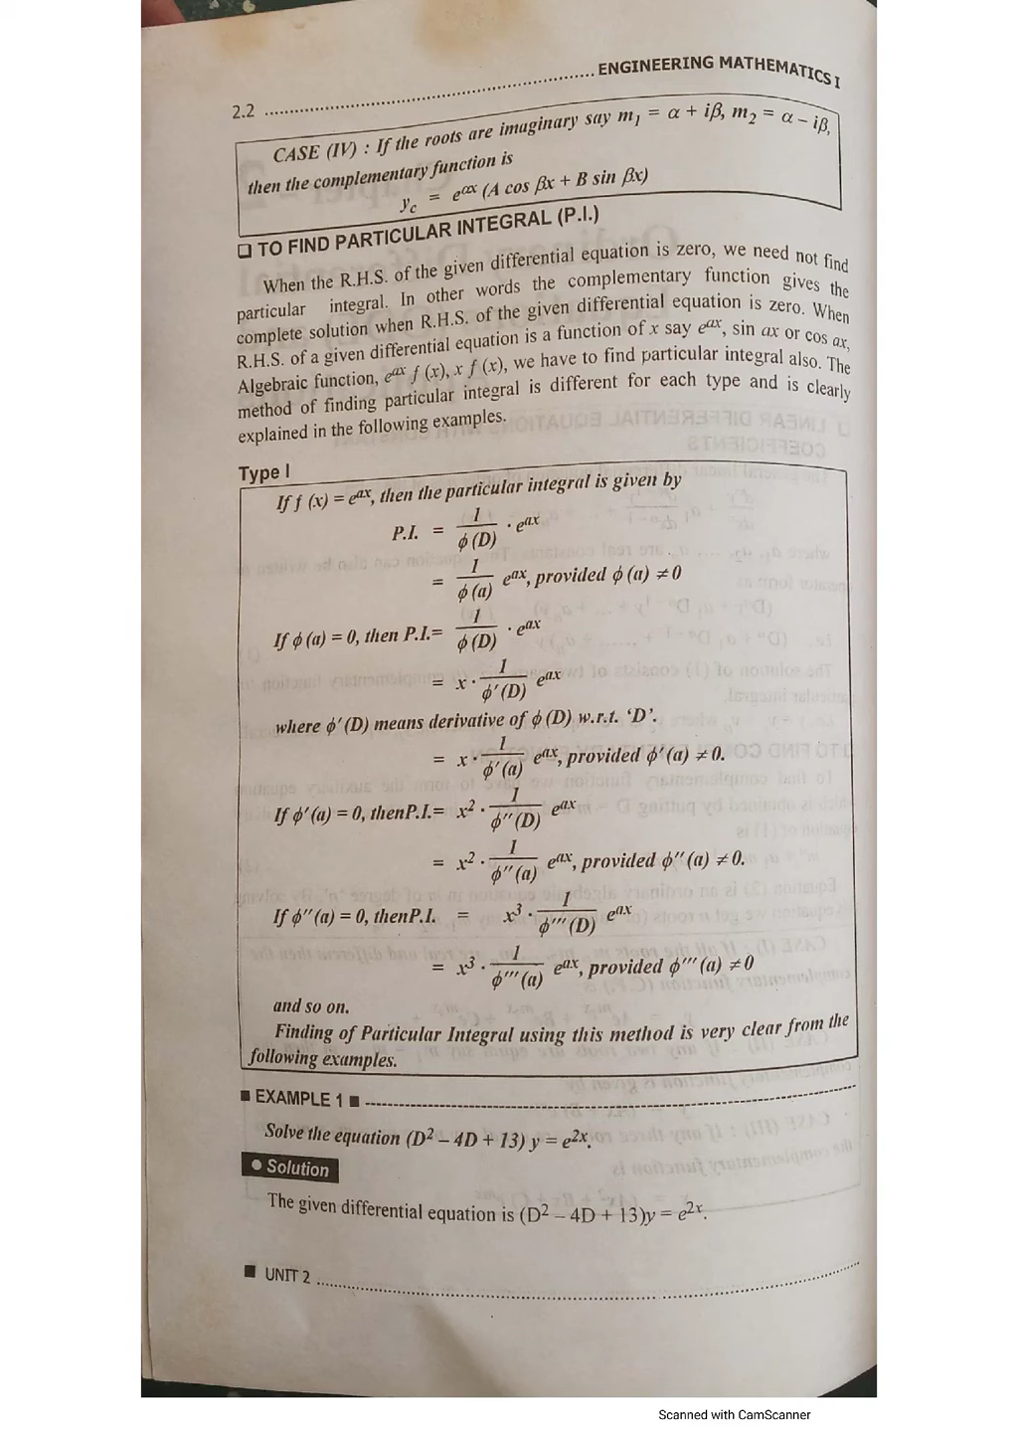 2.2 ENGINEERING MATHEMATICS I
CASE (IV) : If the roots are imaginary say m₁ = α + iβ, m₂ = α – iβ,
then the complementary function is
y_c = e^{αx} (A cos βx + B sin βx)
❑ TO FIND PARTICULAR INTEGRAL (P.I.)
When the R.H.S. of the given differential equation is zero, we need not find
particular integral. In other words the complementary function gives the
complete solution when R.H.S. of the given differential equation is zero. When
R.H.S. of a given differential equation is a function of x say e^{ax}, sin ax or cos ax,
Algebraic function, e^{ax} f (x), x f (x), we have to find particular integral also. The
method of finding particular integral is different for each type and is clearly
explained in the following examples.
Type I
If f (x) = e^{ax}, then the particular integral is given by
P.I. = 1/φ (D) · e^{ax}
= 1/φ (a) e^{ax}, provided φ (a) ≠ 0
If φ (a) = 0, then P.I.= 1/φ (D) · e^{ax}
= x · 1/φ′ (D) e^{ax}
where φ′ (D) means derivative of φ (D) w.r.t. ‘D’.
= x · 1/φ′ (a) e^{ax}, provided φ′ (a) ≠ 0.
If φ′ (a) = 0, thenP.I.= x² · 1/φ″ (D) e^{ax}
= x² · 1/φ″ (a) e^{ax}, provided φ″ (a) ≠ 0.
If φ″ (a) = 0, thenP.I. = x³ · 1/φ‴ (D) e^{ax}
= x³ · 1/φ‴ (a) e^{ax}, provided φ‴ (a) ≠ 0
and so on.
Finding of Particular Integral using this method is very clear from the
following examples.
■ EXAMPLE 1 ■
Solve the equation (D² – 4D + 13) y = e^{2x}.
● Solution
The given differential equation is (D² – 4D + 13)y = e^{2x}.
■ UNIT 2
Scanned with CamScanner